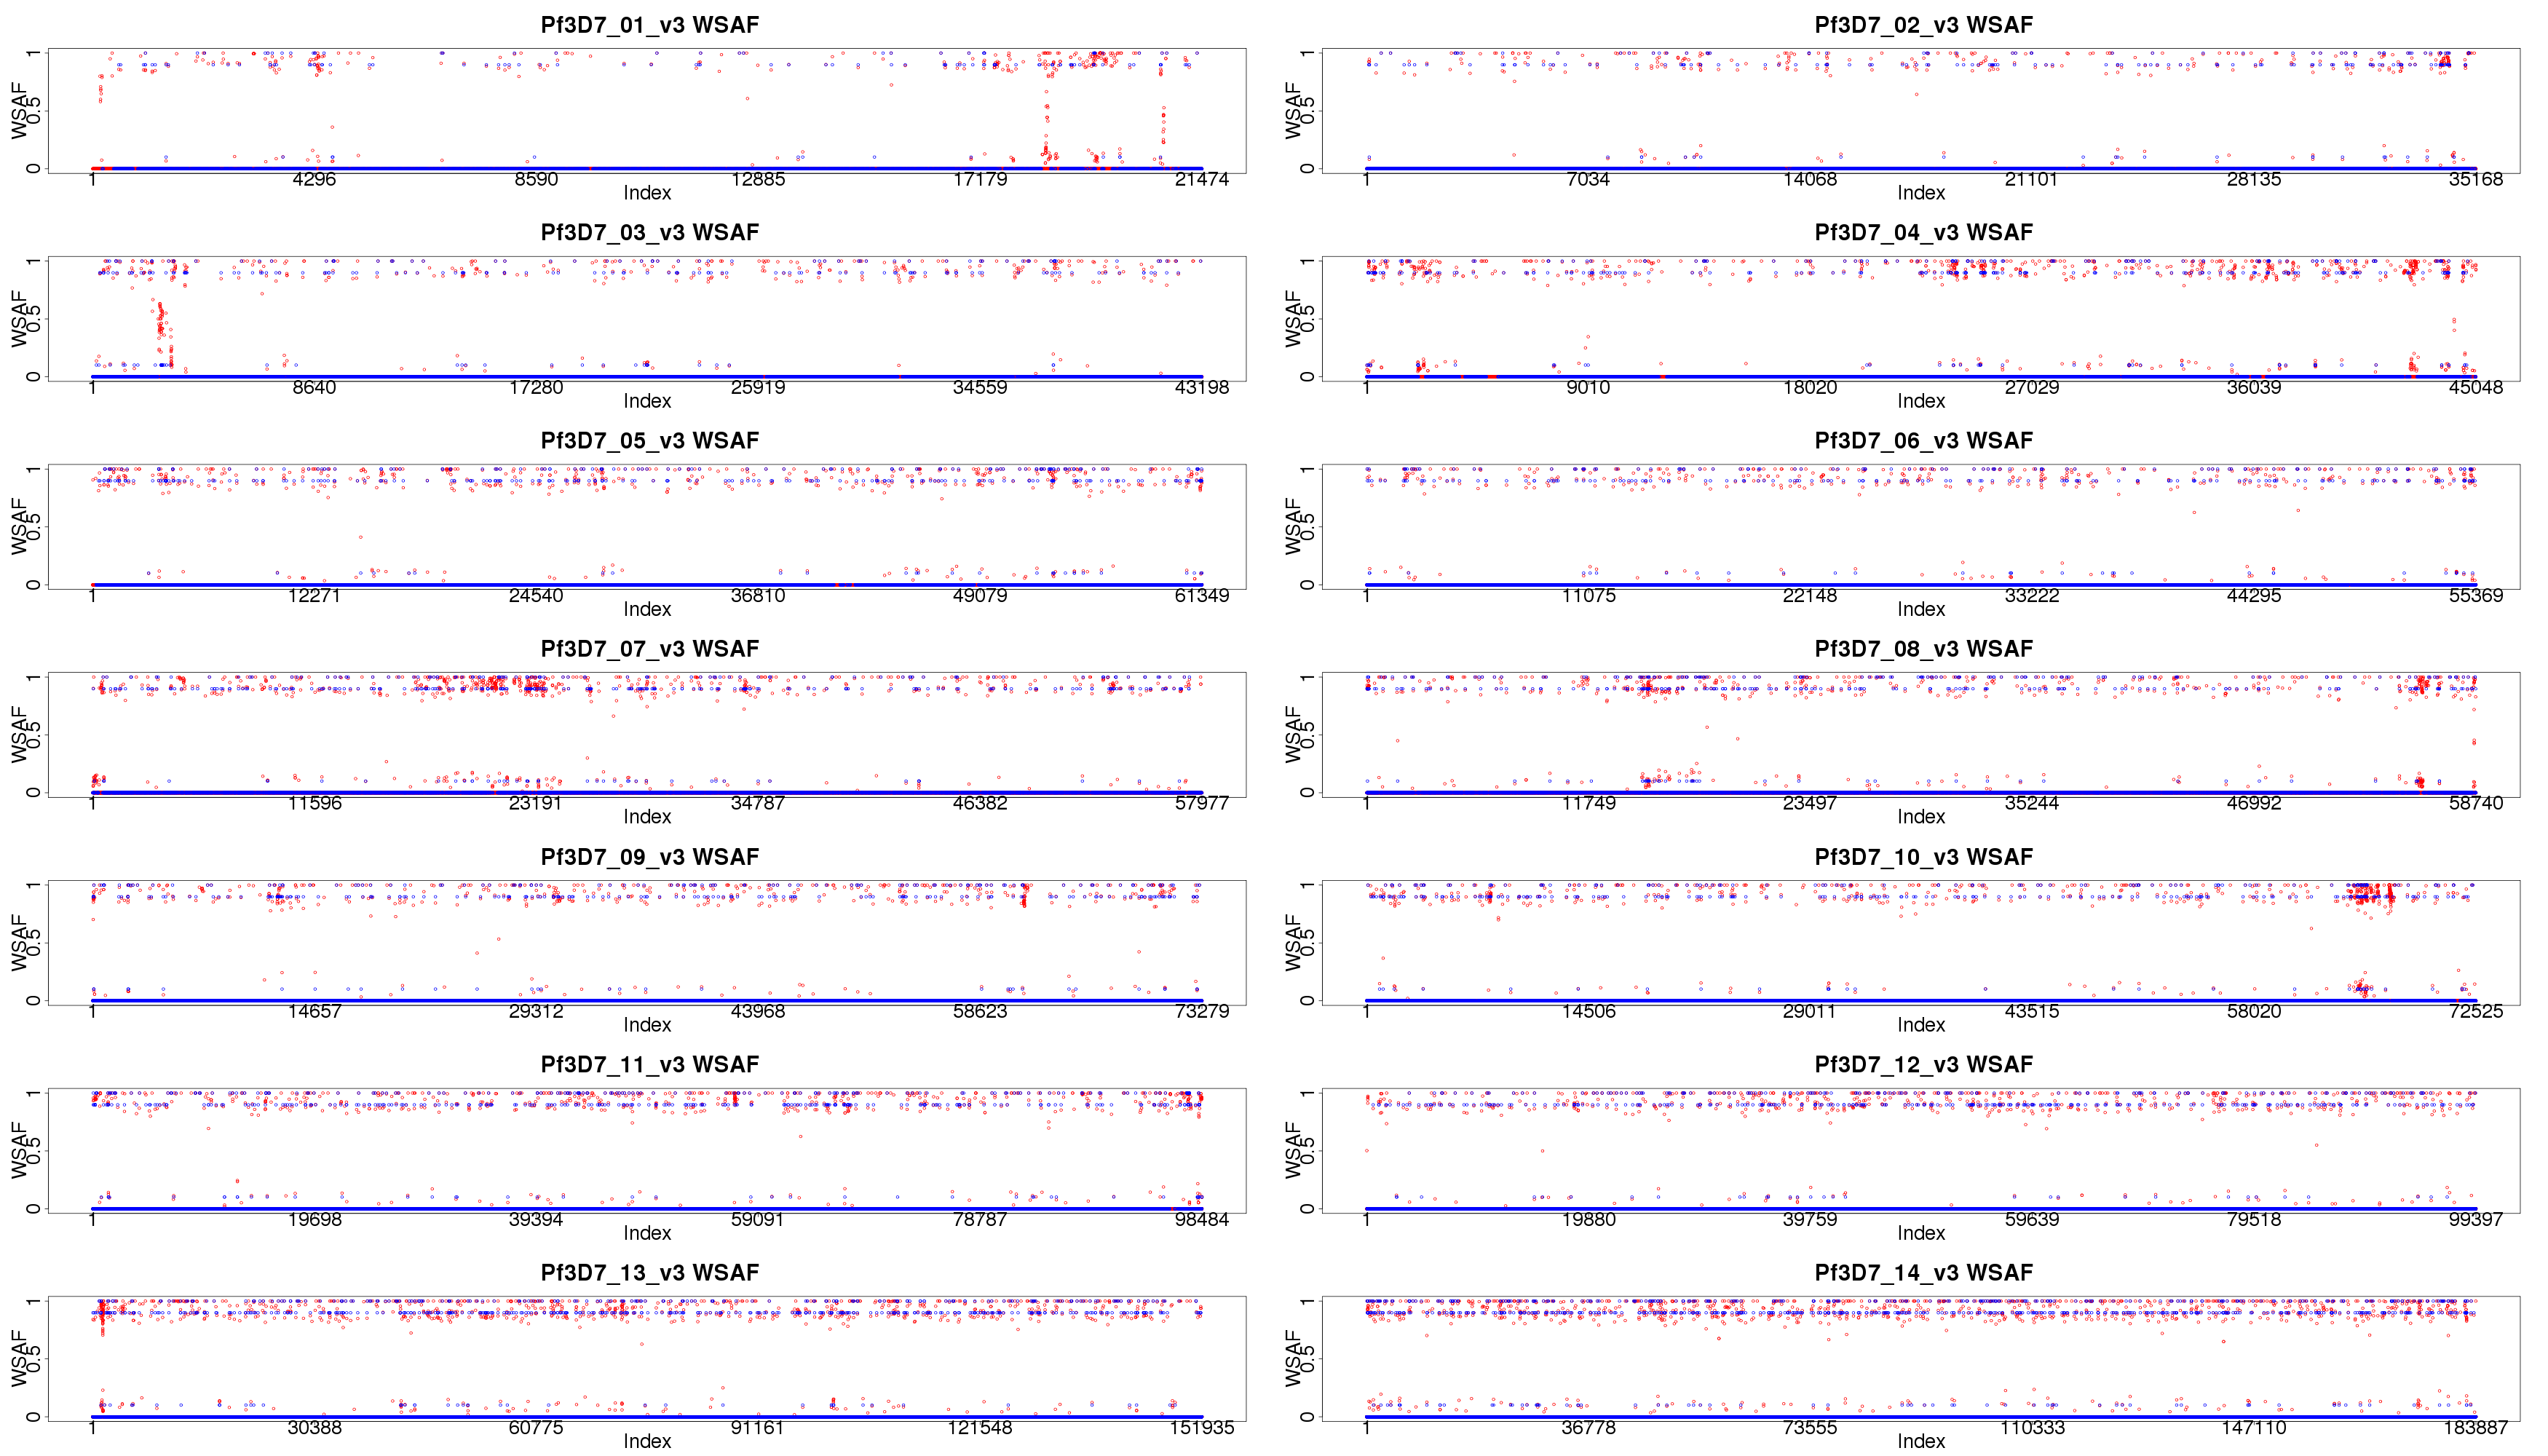 Pf3D7_01_v3 WSAF
WSAF
0 0.5 1
1 4296 8590 12885 17179 21474
Index
Pf3D7_02_v3 WSAF
WSAF
0 0.5 1
1 7034 14068 21101 28135 35168
Index
Pf3D7_03_v3 WSAF
WSAF
0 0.5 1
1 8640 17280 25919 34559 43198
Index
Pf3D7_04_v3 WSAF
WSAF
0 0.5 1
1 9010 18020 27029 36039 45048
Index
Pf3D7_05_v3 WSAF
WSAF
0 0.5 1
1 12271 24540 36810 49079 61349
Index
Pf3D7_06_v3 WSAF
WSAF
0 0.5 1
1 11075 22148 33222 44295 55369
Index
Pf3D7_07_v3 WSAF
WSAF
0 0.5 1
1 11596 23191 34787 46382 57977
Index
Pf3D7_08_v3 WSAF
WSAF
0 0.5 1
1 11749 23497 35244 46992 58740
Index
Pf3D7_09_v3 WSAF
WSAF
0 0.5 1
1 14657 29312 43968 58623 73279
Index
Pf3D7_10_v3 WSAF
WSAF
0 0.5 1
1 14506 29011 43515 58020 72525
Index
Pf3D7_11_v3 WSAF
WSAF
0 0.5 1
1 19698 39394 59091 78787 98484
Index
Pf3D7_12_v3 WSAF
WSAF
0 0.5 1
1 19880 39759 59639 79518 99397
Index
Pf3D7_13_v3 WSAF
WSAF
0 0.5 1
1 30388 60775 91161 121548 151935
Index
Pf3D7_14_v3 WSAF
WSAF
0 0.5 1
1 36778 73555 110333 147110 183887
Index